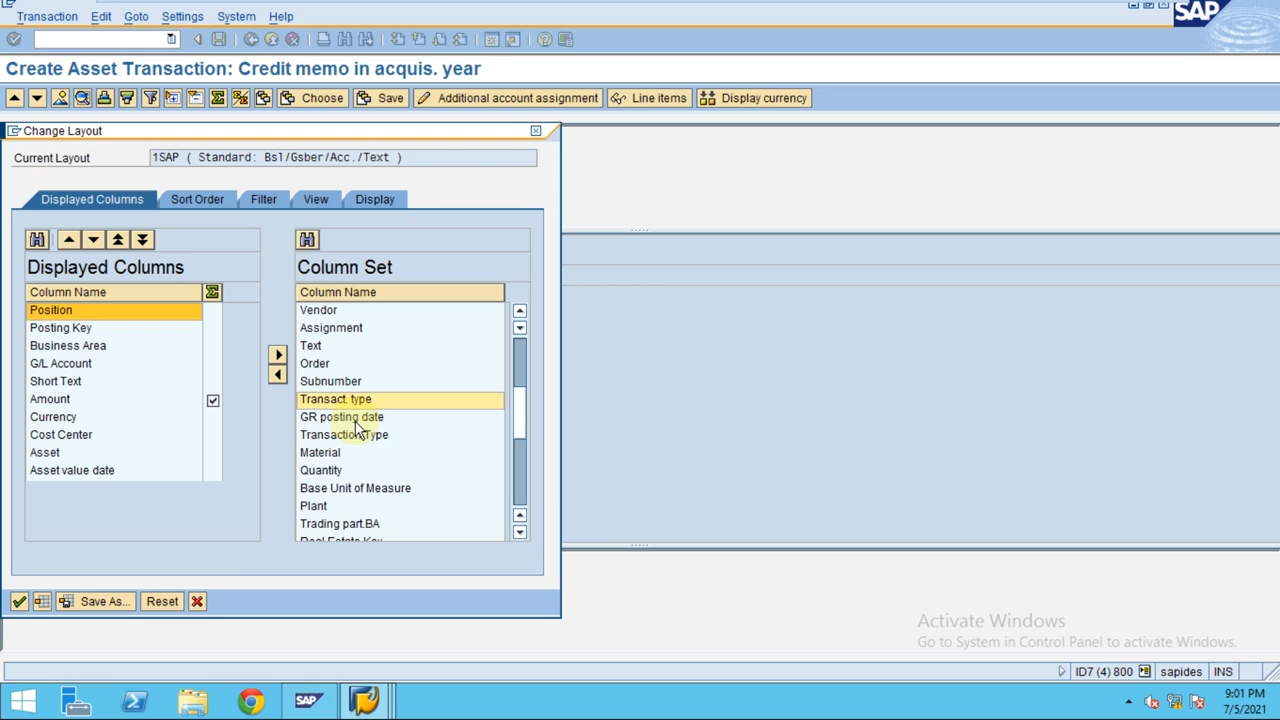 Transaction Edit Goto Settings System Help
SAP
Create Asset Transaction: Credit memo in acquis. year
Choose Save Additional account assignment Line items Display currency
Change Layout
Current Layout 1SAP ( Standard: Bsl/Gsber/Acc./Text )
Displayed Columns Sort Order Filter View Display
Displayed Columns Column Set
Column Name Column Name
Position Vendor
Posting Key Assignment
Business Area Text
G/L Account Order
Short Text Subnumber
Amount Transact. type
Currency GR posting date
Cost Center Transaction Type
Asset Material
Asset value date Quantity
Base Unit of Measure
Plant
Trading part.BA
Real Estate Key
Save As... Reset
Activate Windows
Go to System in Control Panel to activate Windows.
ID7 (4) 800 sapides INS
SAP
9:01 PM
7/5/2021